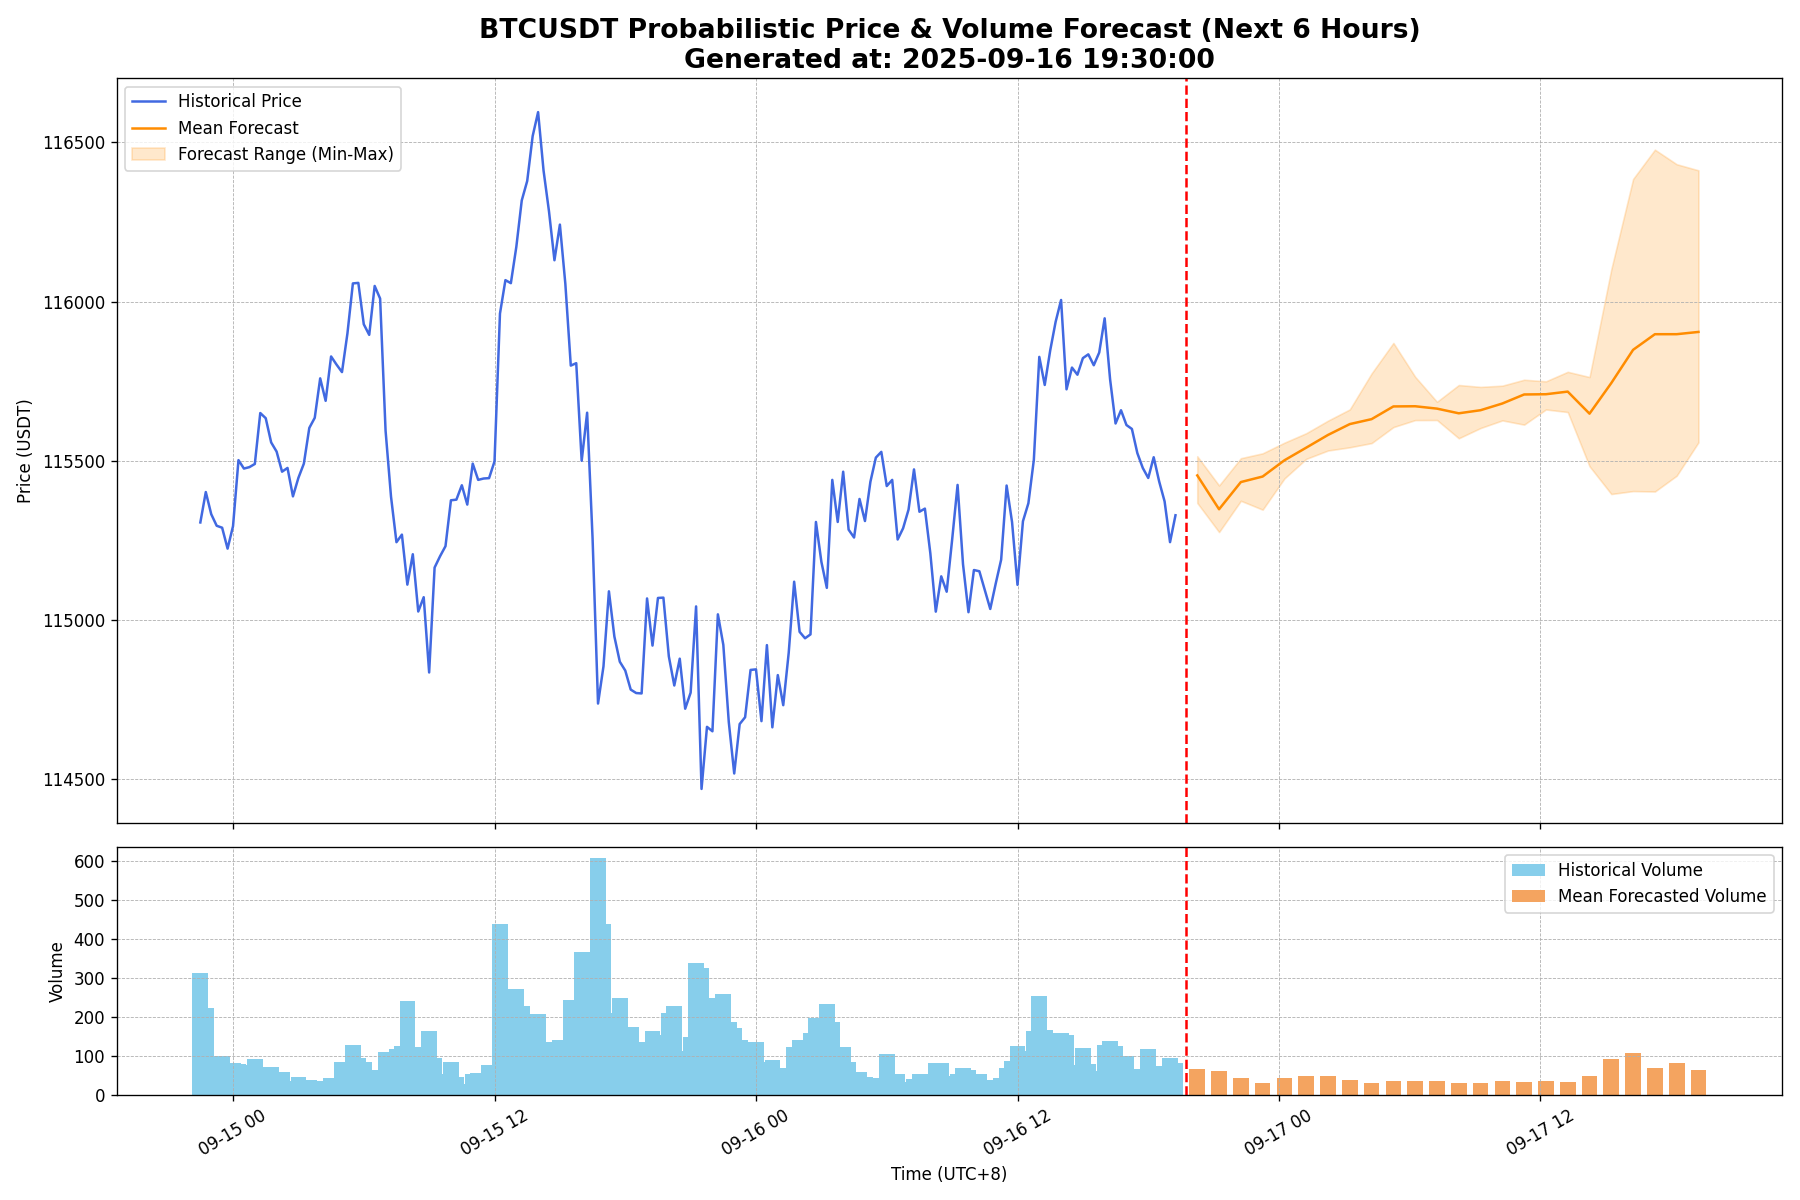 BTCUSDT Probabilistic Price & Volume Forecast (Next 6 Hours)
Generated at: 2025-09-16 19:30:00
Historical Price
Mean Forecast
Forecast Range (Min-Max)
Price (USDT)
116500
116000
115500
115000
114500
Historical Volume
Mean Forecasted Volume
Volume
600
500
400
300
200
100
0
09-15 00
09-15 12
09-16 00
09-16 12
09-17 00
09-17 12
Time (UTC+8)